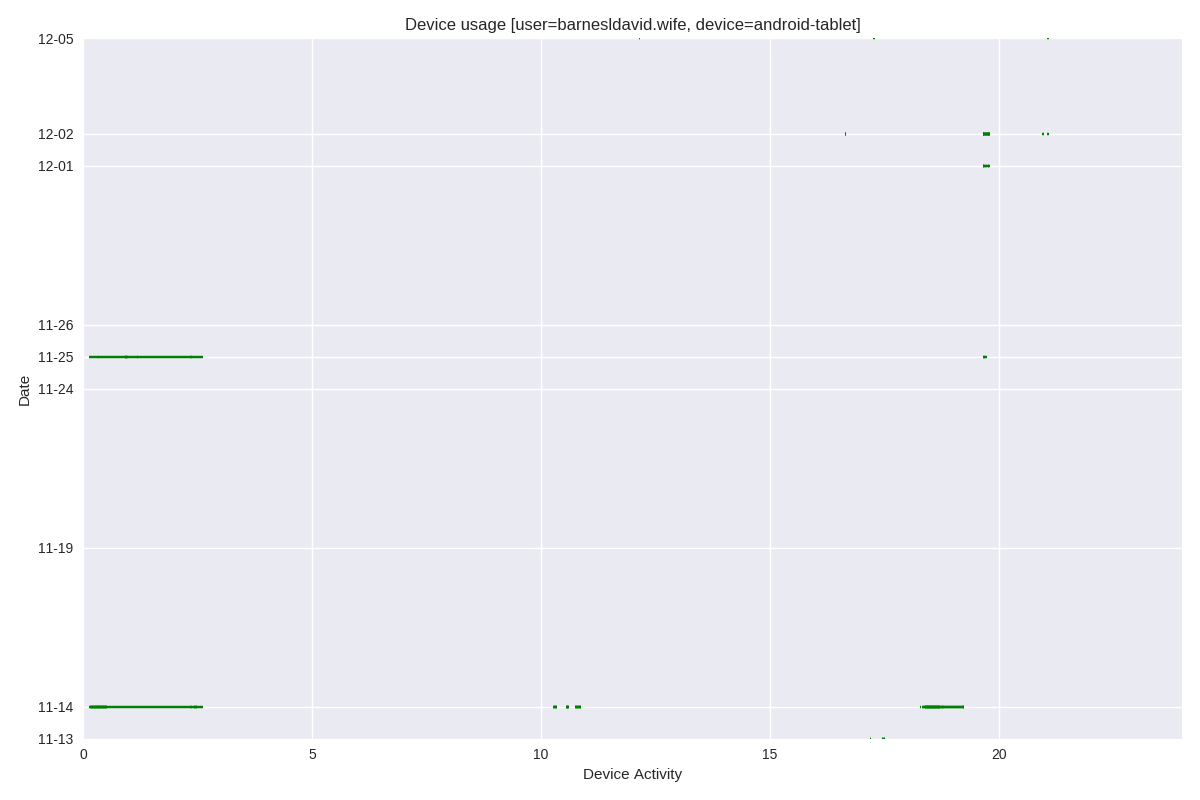 Device usage [user=barnesldavid.wife, device=android-tablet]
12-05
12-02
12-01
11-26
11-25
11-24
11-19
11-14
11-13
Date
0 5 10 15 20
Device Activity